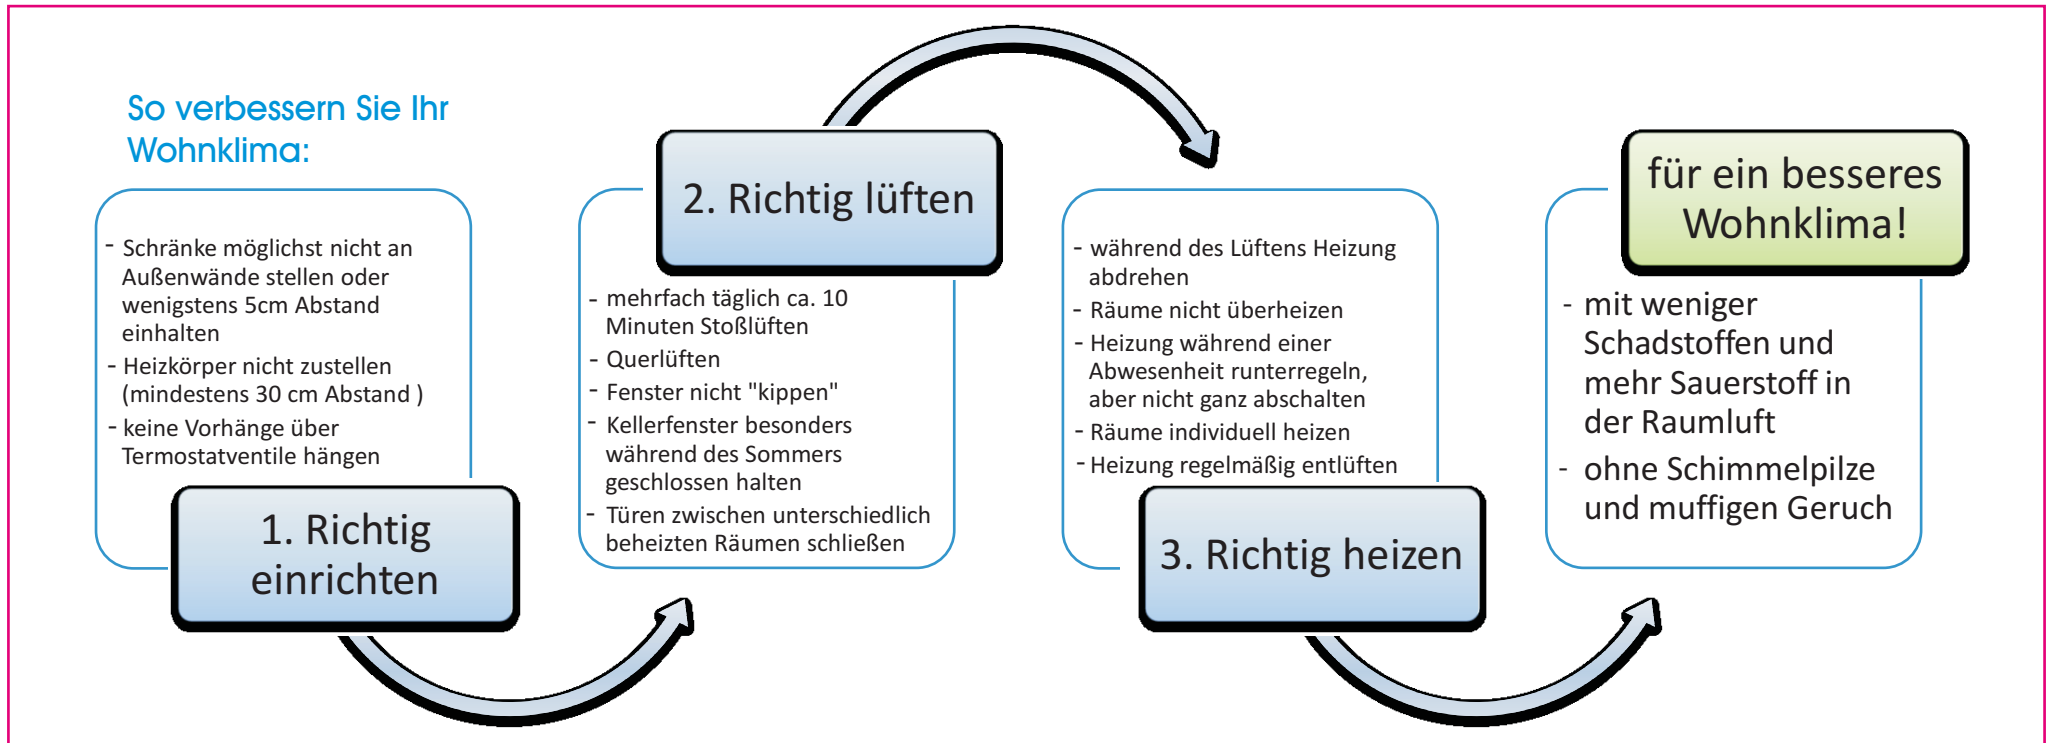 So verbessern Sie Ihr
Wohnklima:
- Schränke möglichst nicht an
Außenwände stellen oder
wenigstens 5cm Abstand
einhalten
- Heizkörper nicht zustellen
(mindestens 30 cm Abstand )
- keine Vorhänge über
Termostatventile hängen
1. Richtig
einrichten
2. Richtig lüften
- mehrfach täglich ca. 10
Minuten Stoßlüften
- Querlüften
- Fenster nicht "kippen"
- Kellerfenster besonders
während des Sommers
geschlossen halten
- Türen zwischen unterschiedlich
beheizten Räumen schließen
- während des Lüftens Heizung
abdrehen
- Räume nicht überheizen
- Heizung während einer
Abwesenheit runterregeln,
aber nicht ganz abschalten
- Räume individuell heizen
- Heizung regelmäßig entlüften
3. Richtig heizen
für ein besseres
Wohnklima!
- mit weniger
Schadstoffen und
mehr Sauerstoff in
der Raumluft
- ohne Schimmelpilze
und muffigen Geruch